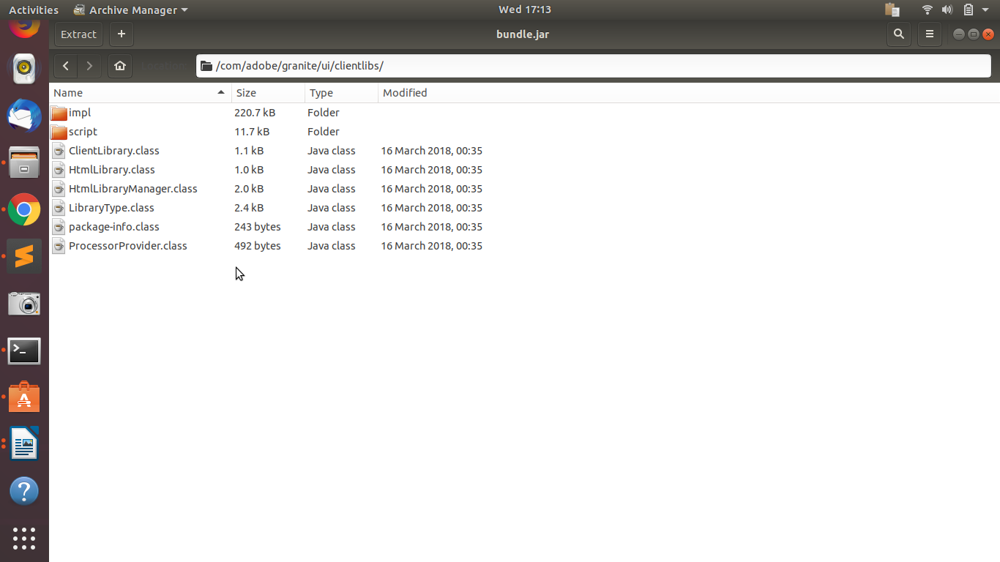 Activities Archive Manager Wed 17:13
Extract + bundle.jar
Location: /com/adobe/granite/ui/clientlibs/
Name Size Type Modified
impl 220.7 kB Folder
script 11.7 kB Folder
ClientLibrary.class 1.1 kB Java class 16 March 2018, 00:35
HtmlLibrary.class 1.0 kB Java class 16 March 2018, 00:35
HtmlLibraryManager.class 2.0 kB Java class 16 March 2018, 00:35
LibraryType.class 2.4 kB Java class 16 March 2018, 00:35
package-info.class 243 bytes Java class 16 March 2018, 00:35
ProcessorProvider.class 492 bytes Java class 16 March 2018, 00:35